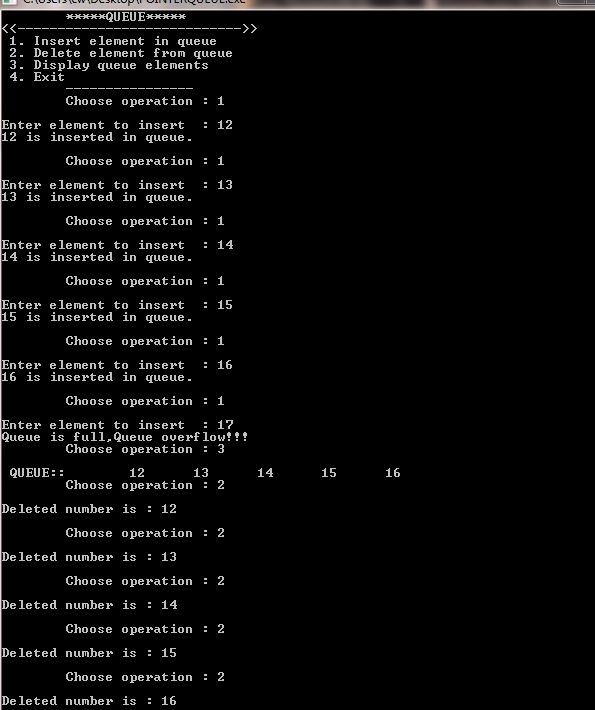 C:\Users\cw\Desktop\POINTERQUEUE.exe
*****QUEUE*****
<<---------------------------->>
1. Insert element in queue
2. Delete element from queue
3. Display queue elements
4. Exit
----------------
Choose operation : 1
Enter element to insert  : 12
12 is inserted in queue.
Choose operation : 1
Enter element to insert  : 13
13 is inserted in queue.
Choose operation : 1
Enter element to insert  : 14
14 is inserted in queue.
Choose operation : 1
Enter element to insert  : 15
15 is inserted in queue.
Choose operation : 1
Enter element to insert  : 16
16 is inserted in queue.
Choose operation : 1
Enter element to insert  : 17
Queue is full,Queue overflow!!!
Choose operation : 3
QUEUE::        12      13      14      15      16
Choose operation : 2
Deleted number is : 12
Choose operation : 2
Deleted number is : 13
Choose operation : 2
Deleted number is : 14
Choose operation : 2
Deleted number is : 15
Choose operation : 2
Deleted number is : 16